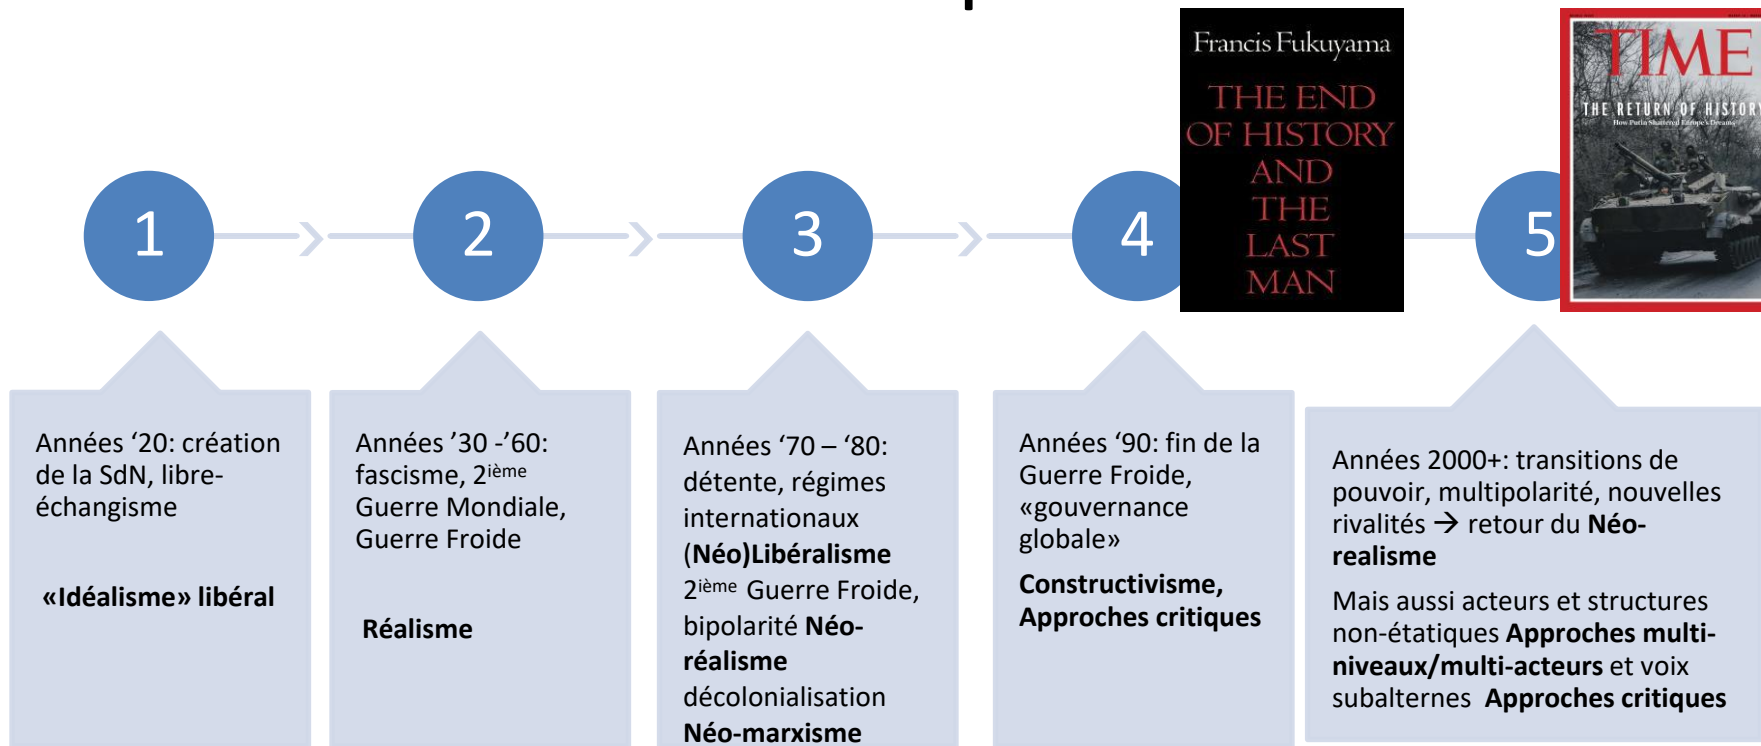 Francis Fukuyama
THE END
OF HISTORY
AND
THE
LAST
MAN
TIME
THE RETURN OF HISTORY
How Putin Shattered Europe's Dreams
1
2
3
4
5
Années ‘20: création
de la SdN, libre-
échangisme
«Idéalisme» libéral
Années ’30 -’60:
fascisme, 2ième
Guerre Mondiale,
Guerre Froide
Réalisme
Années ‘70 – ‘80:
détente, régimes
internationaux
(Néo)Libéralisme
2ième Guerre Froide,
bipolarité Néo-
réalisme
décolonialisation
Néo-marxisme
Années ‘90: fin de la
Guerre Froide,
«gouvernance
globale»
Constructivisme,
Approches critiques
Années 2000+: transitions de
pouvoir, multipolarité, nouvelles
rivalités → retour du Néo-
realisme
Mais aussi acteurs et structures
non-étatiques Approches multi-
niveaux/multi-acteurs et voix
subalternes Approches critiques